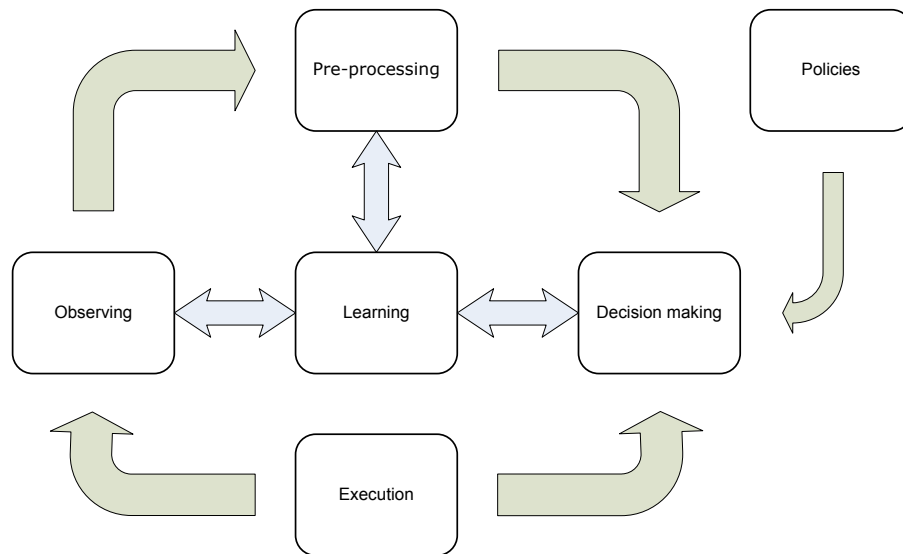 Pre-processing
Policies
Observing
Learning
Decision making
Execution